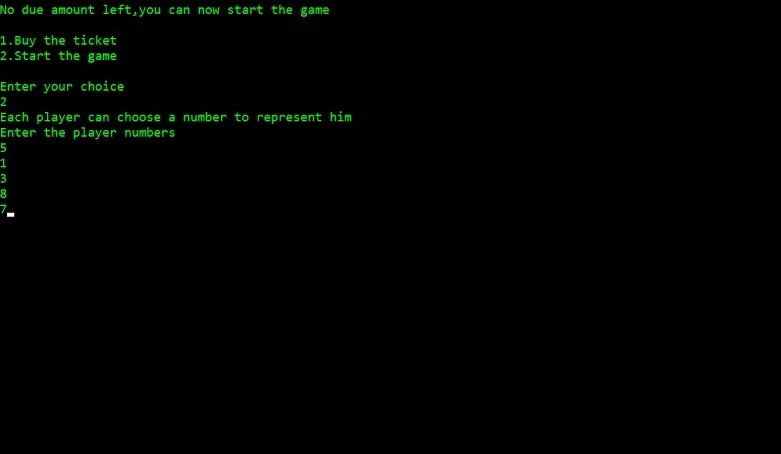 No due amount left,you can now start the game
1.Buy the ticket
2.Start the game
Enter your choice
2
Each player can choose a number to represent him
Enter the player numbers
5
1
3
8
7